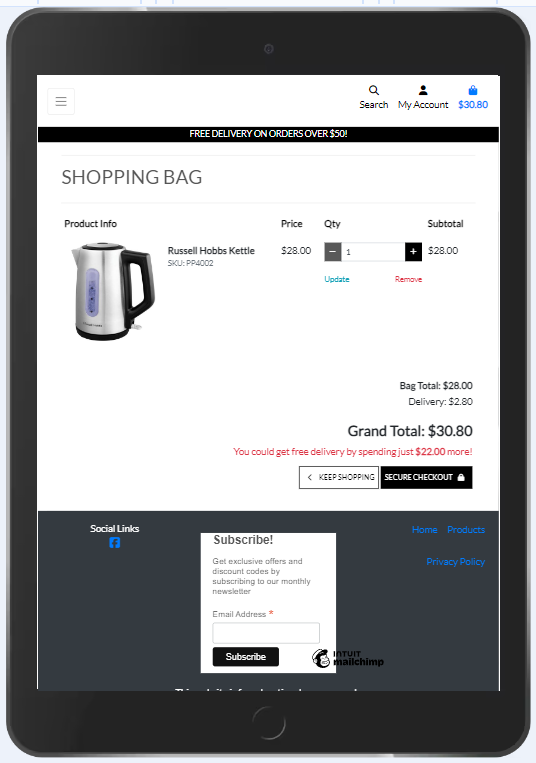 Search My Account $30.80
FREE DELIVERY ON ORDERS OVER $50!
SHOPPING BAG
Product Info Price Qty Subtotal
Russell Hobbs Kettle $28.00 − 1 + $28.00
SKU: PP4002
Update Remove
Bag Total: $28.00
Delivery: $2.80
Grand Total: $30.80
You could get free delivery by spending just $22.00 more!
KEEP SHOPPING SECURE CHECKOUT
Social Links
Home Products
Privacy Policy
Subscribe!
Get exclusive offers and
discount codes by
subscribing to our monthly
newsletter
Email Address *
Subscribe
INTUIT
mailchimp